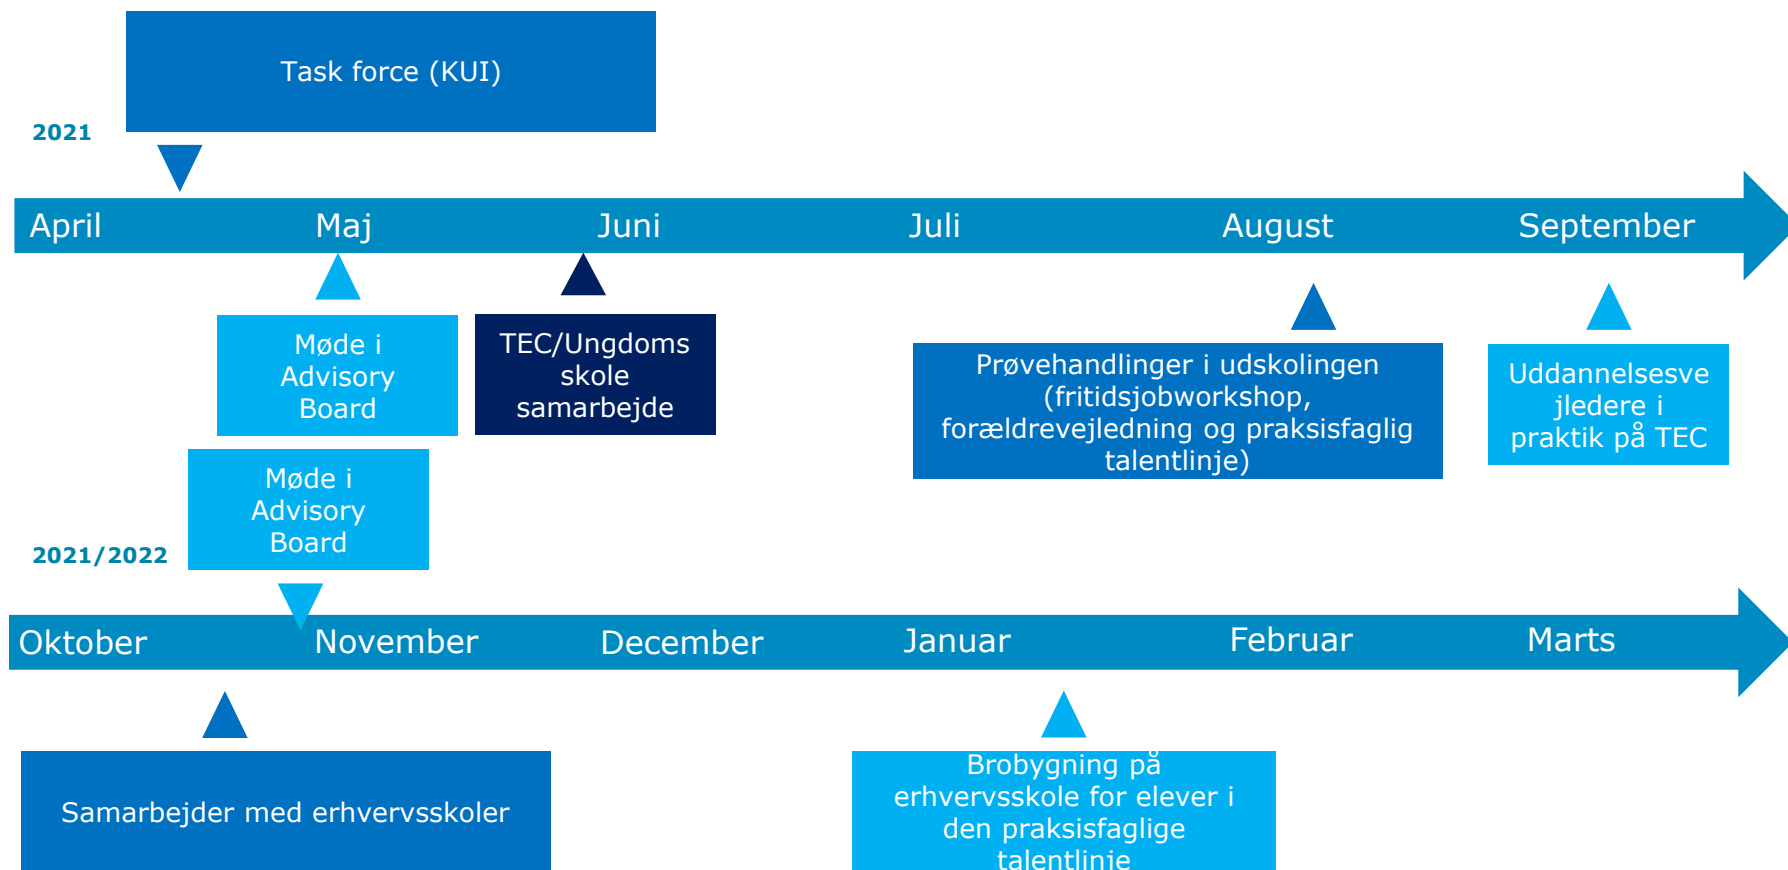 Task force (KUI)
2021
April
Maj
Juni
Juli
August
September
Møde i
Advisory
Board
TEC/Ungdoms
skole
samarbejde
Prøvehandlinger i udskolingen
(fritidsjobworkshop,
forældrevejledning og praksisfaglig
talentlinje)
Uddannelsesve
jledere i
praktik på TEC
Møde i
Advisory
Board
2021/2022
Oktober
November
December
Januar
Februar
Marts
Samarbejder med erhvervsskoler
Brobygning på
erhvervsskole for elever i
den praksisfaglige
talentlinje